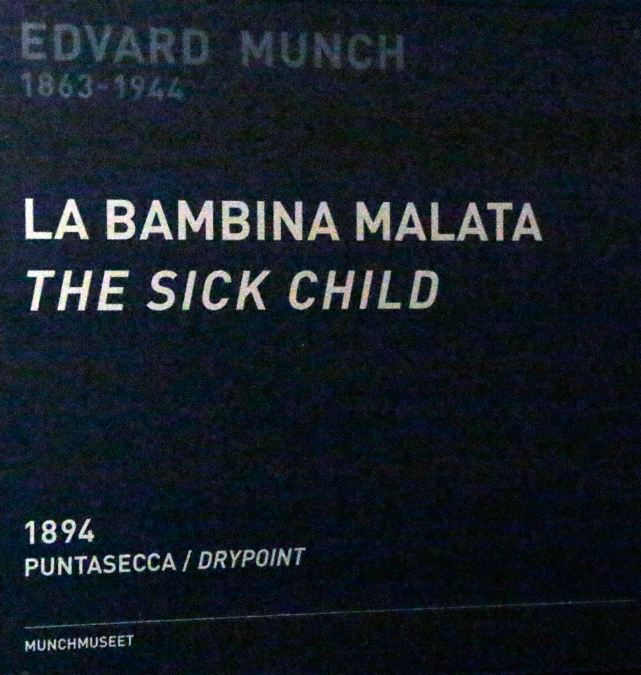 EDVARD MUNCH
1863-1944
LA BAMBINA MALATA
THE SICK CHILD
1894
PUNTASECCA / DRYPOINT
MUNCHMUSEET